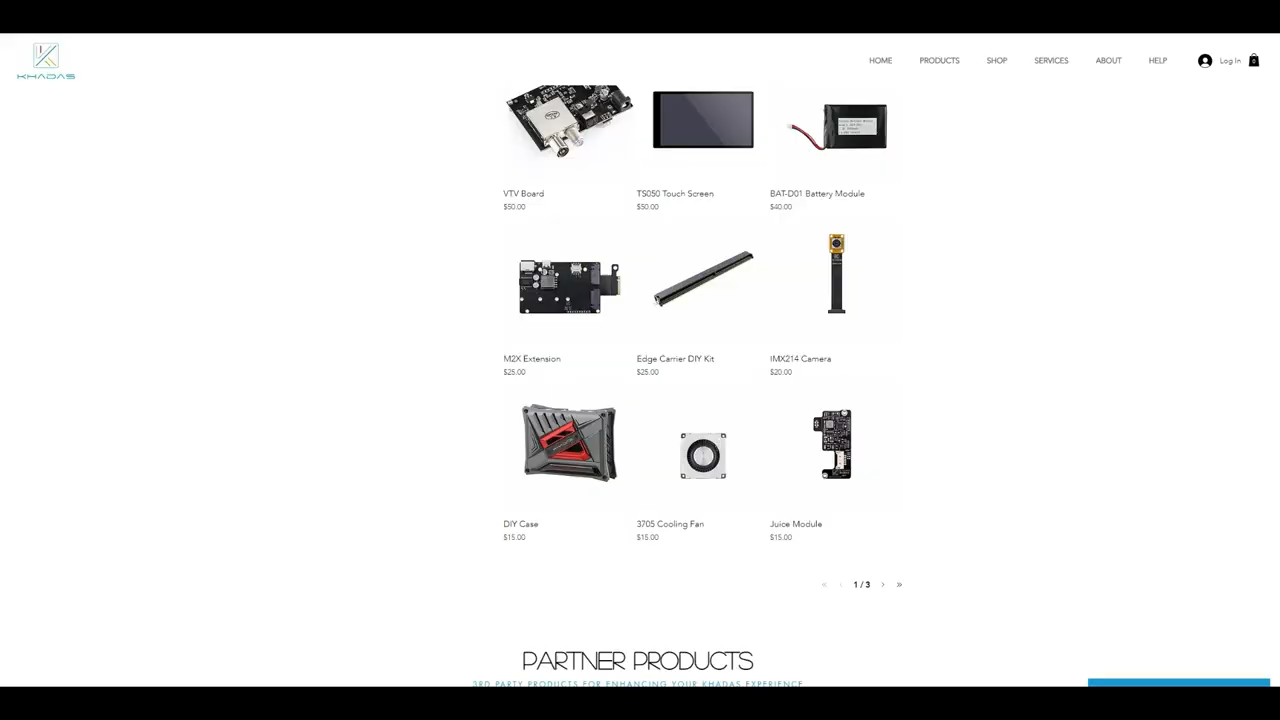 KHADAS
HOME PRODUCTS SHOP SERVICES ABOUT HELP Log In 0
VTV Board
$50.00
TS050 Touch Screen
$50.00
BAT-D01 Battery Module
$40.00
M2X Extension
$25.00
Edge Carrier DIY Kit
$25.00
IMX214 Camera
$20.00
DIY Case
$15.00
3705 Cooling Fan
$15.00
Juice Module
$15.00
« ‹ 1 / 3 › »
PARTNER PRODUCTS
3RD PARTY PRODUCTS FOR ENHANCING YOUR KHADAS EXPERIENCE